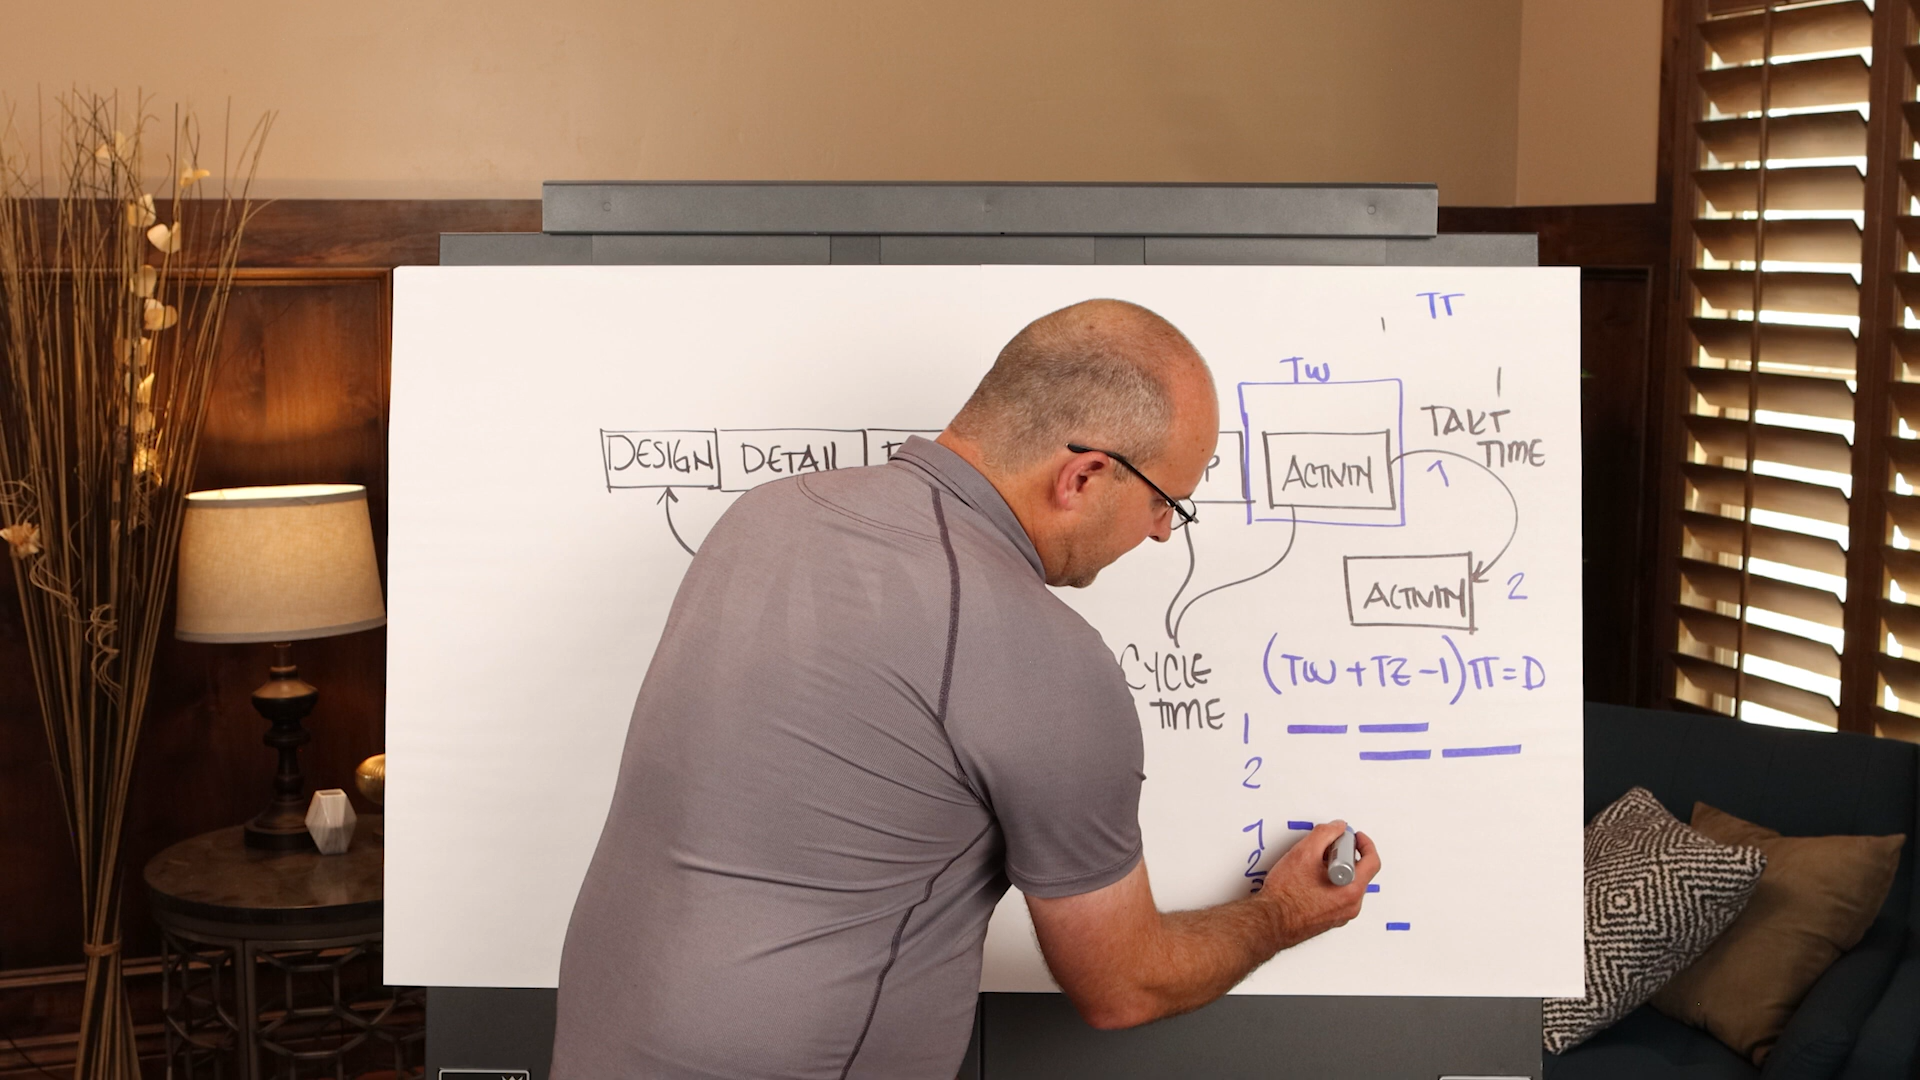 TT
TW
TAKT
TIME
DESIGN
DETAIL
ACTIVITY
1
ACTIVITY
2
CYCLE
TIME
(TW+TZ-1)TT=D
1
2
1
2